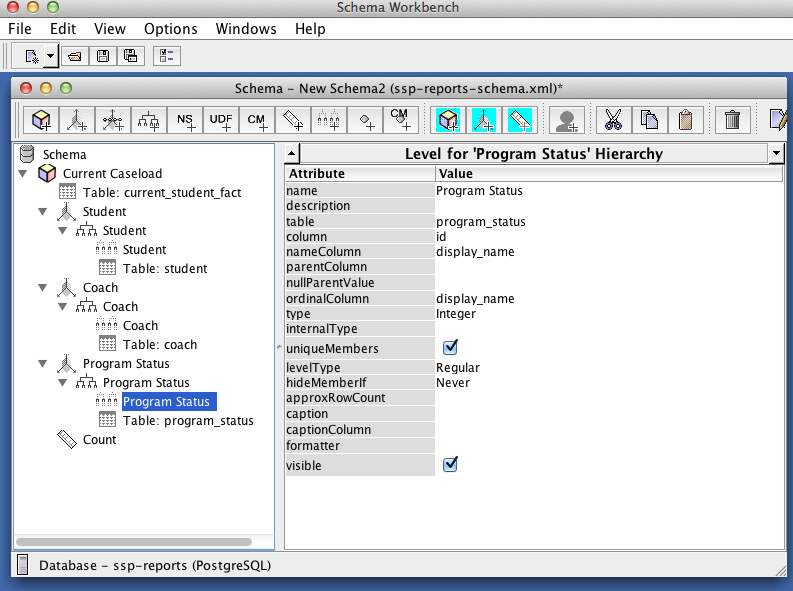 Schema Workbench
File Edit View Options Windows Help
Schema - New Schema2 (ssp-reports-schema.xml)*
NS UDF CM CM
Schema
Current Caseload
Table: current_student_fact
Student
Student
Student
Table: student
Coach
Coach
Coach
Table: coach
Program Status
Program Status
Program Status
Table: program_status
Count
Level for 'Program Status' Hierarchy
Attribute Value
name Program Status
description
table program_status
column id
nameColumn display_name
parentColumn
nullParentValue
ordinalColumn display_name
type Integer
internalType
uniqueMembers
levelType Regular
hideMemberIf Never
approxRowCount
caption
captionColumn
formatter
visible
Database - ssp-reports (PostgreSQL)